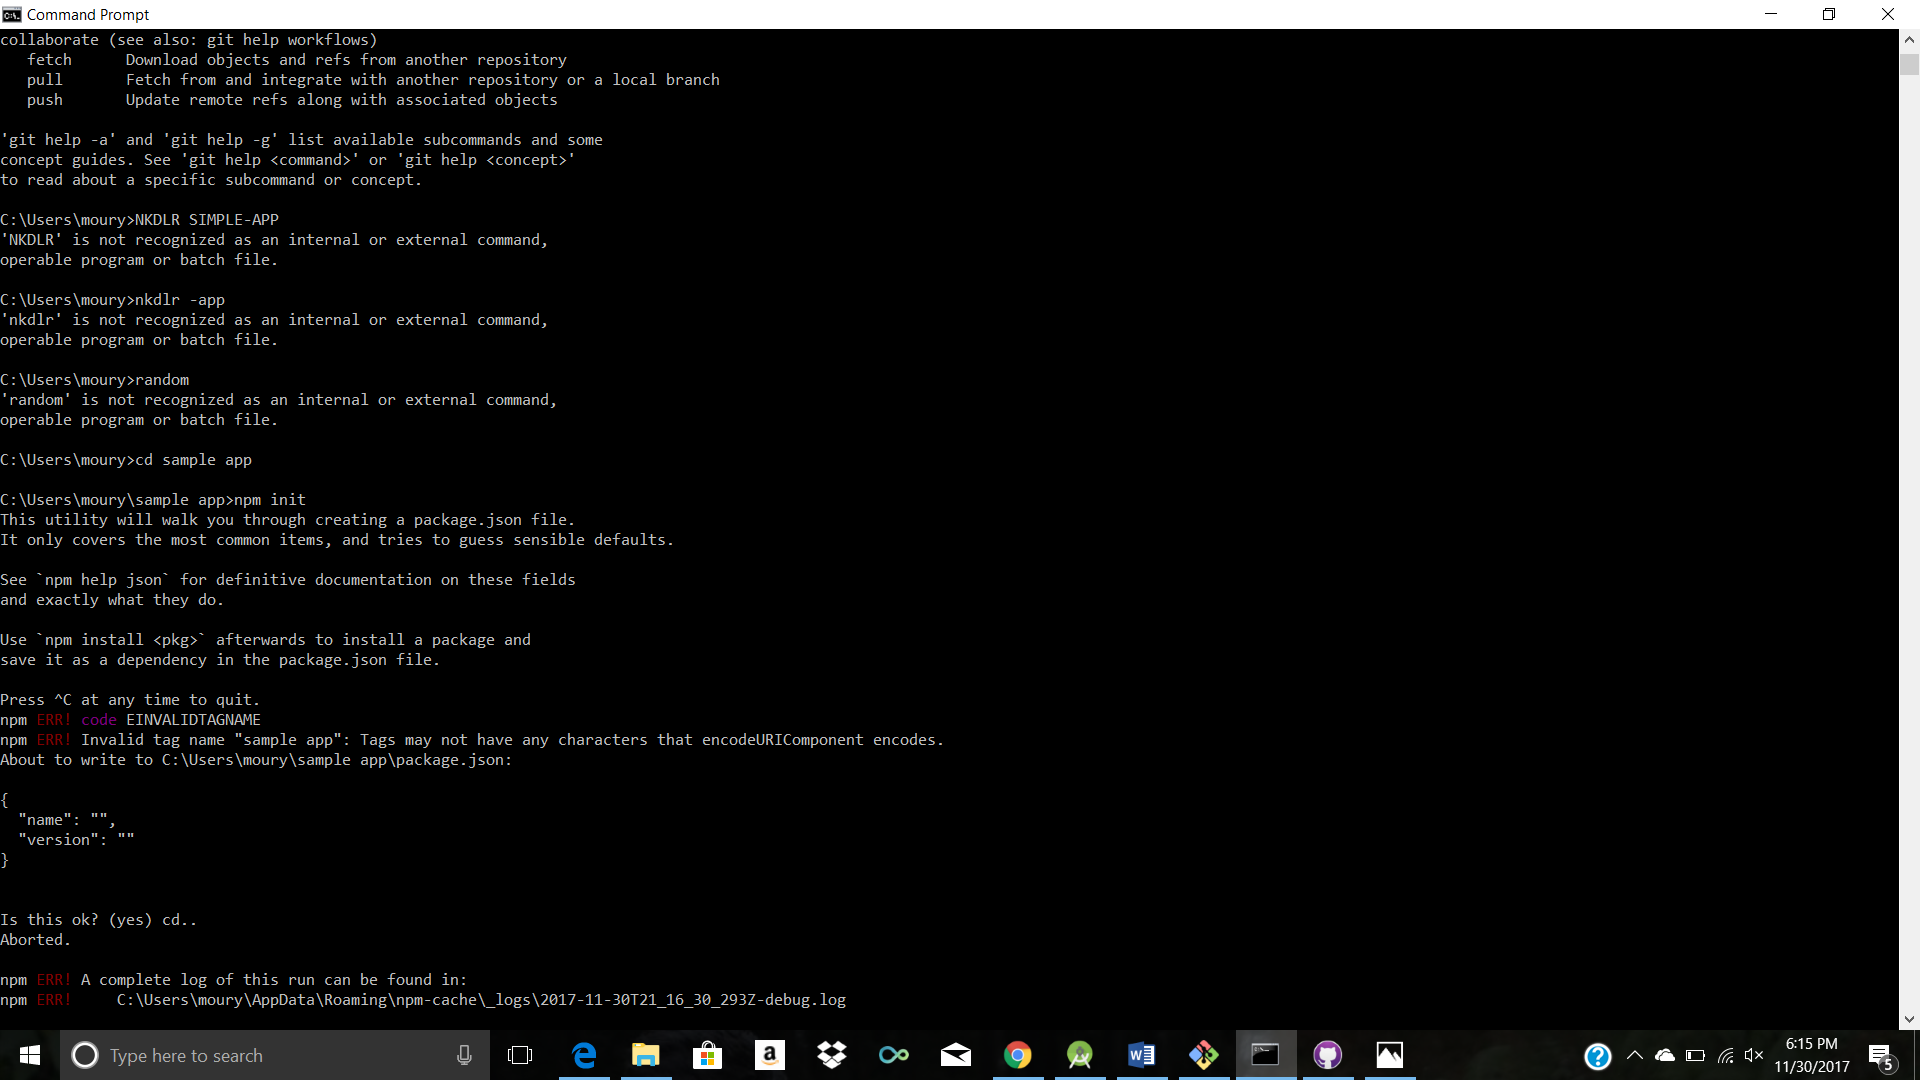 Command Prompt
collaborate (see also: git help workflows)
   fetch      Download objects and refs from another repository
   pull       Fetch from and integrate with another repository or a local branch
   push       Update remote refs along with associated objects

'git help -a' and 'git help -g' list available subcommands and some
concept guides. See 'git help <command>' or 'git help <concept>'
to read about a specific subcommand or concept.

C:\Users\moury>NKDLR SIMPLE-APP
'NKDLR' is not recognized as an internal or external command,
operable program or batch file.

C:\Users\moury>nkdlr -app
'nkdlr' is not recognized as an internal or external command,
operable program or batch file.

C:\Users\moury>random
'random' is not recognized as an internal or external command,
operable program or batch file.

C:\Users\moury>cd sample app

C:\Users\moury\sample app>npm init
This utility will walk you through creating a package.json file.
It only covers the most common items, and tries to guess sensible defaults.

See `npm help json` for definitive documentation on these fields
and exactly what they do.

Use `npm install <pkg>` afterwards to install a package and
save it as a dependency in the package.json file.

Press ^C at any time to quit.
npm ERR! code EINVALIDTAGNAME
npm ERR! Invalid tag name "sample app": Tags may not have any characters that encodeURIComponent encodes.
About to write to C:\Users\moury\sample app\package.json:

{
  "name": "",
  "version": ""
}

Is this ok? (yes) cd..
Aborted.

npm ERR! A complete log of this run can be found in:
npm ERR!     C:\Users\moury\AppData\Roaming\npm-cache\_logs\2017-11-30T21_16_30_293Z-debug.log
Type here to search
6:15 PM
11/30/2017
5